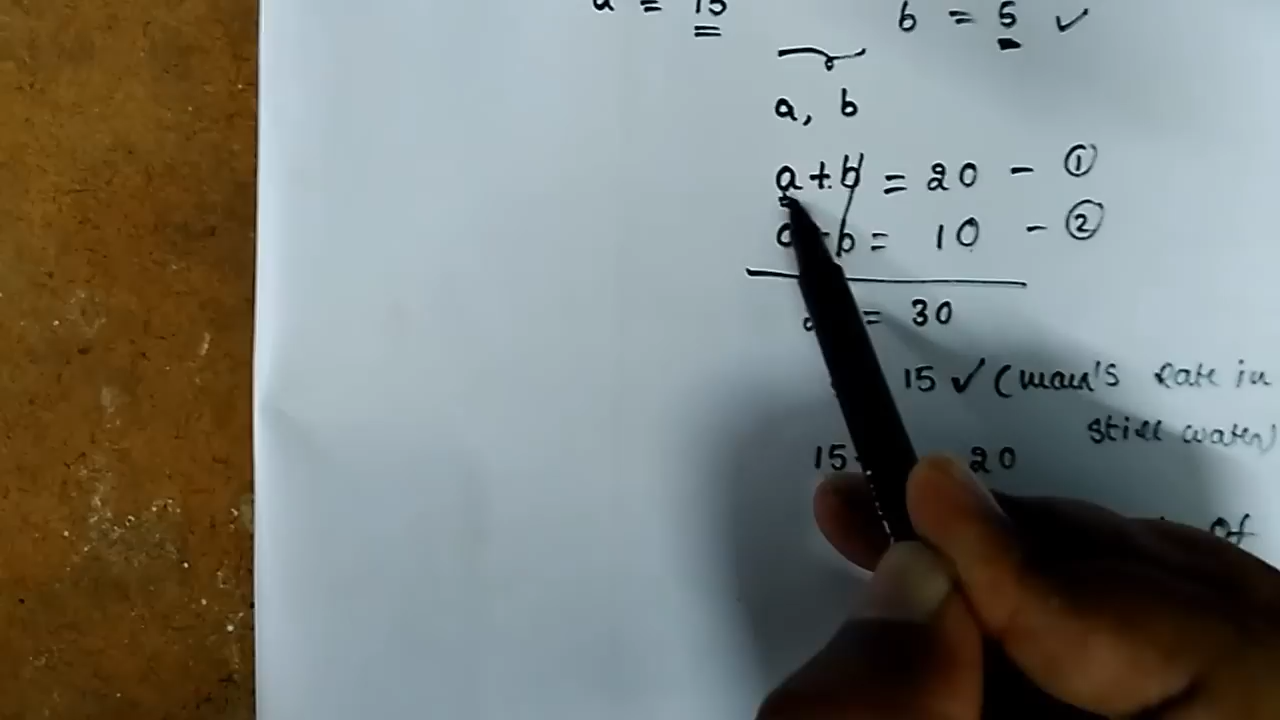 a = 15 b = 5 ✓
a, b
a+b = 20 - ①
a-b = 10 - ②
= 30
15 ✓ (man's rate in
still water)
15 20
of